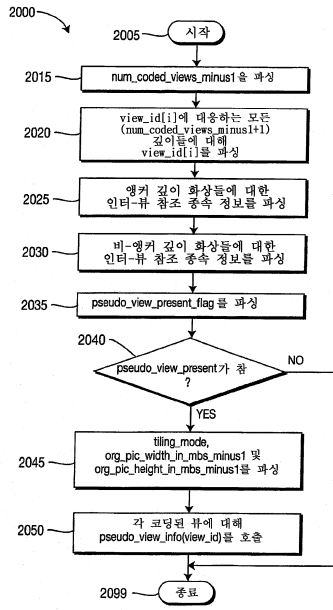 2000
2005
시작
2015
num_coded_views_minus1을 파싱
2020
view_id[i]에 대응하는 모든
(num_coded_views_minus1+1)
깊이들에 대해
view_id[i]를 파싱
2025
앵커 깊이 화상들에 대한
인터-뷰 참조 종속 정보를 파싱
2030
비-앵커 깊이 화상들에 대한
인터-뷰 참조 종속 정보를 파싱
2035
pseudo_view_present_flag를 파싱
2040
pseudo_view_present가 참
?
NO
YES
2045
tiling_mode,
org_pic_width_in_mbs_minus1 및
org_pic_height_in_mbs_minus1를 파싱
2050
각 코딩된 뷰에 대해
pseudo_view_info(view_id)를 호출
2099
종료